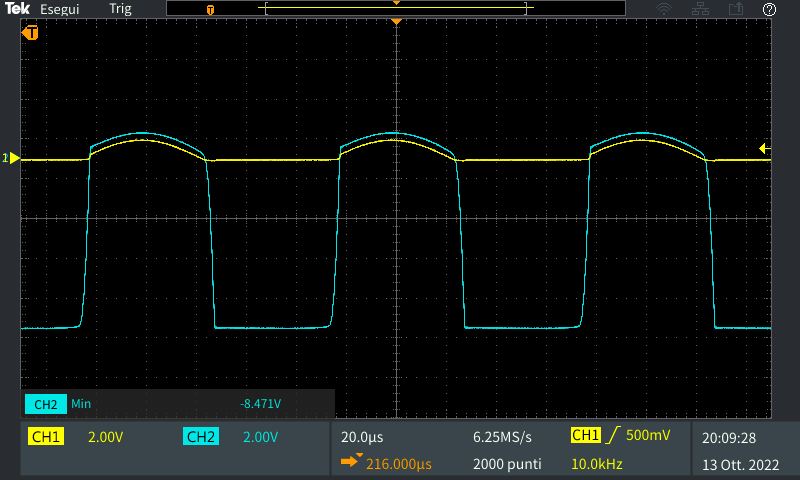 Tek Esegui Trig
T
T
1
CH2 Min -8.471V
CH1 2.00V CH2 2.00V 20.0µs 6.25MS/s CH1 500mV 20:09:28
216.000µs 2000 punti 10.0kHz 13 Ott. 2022